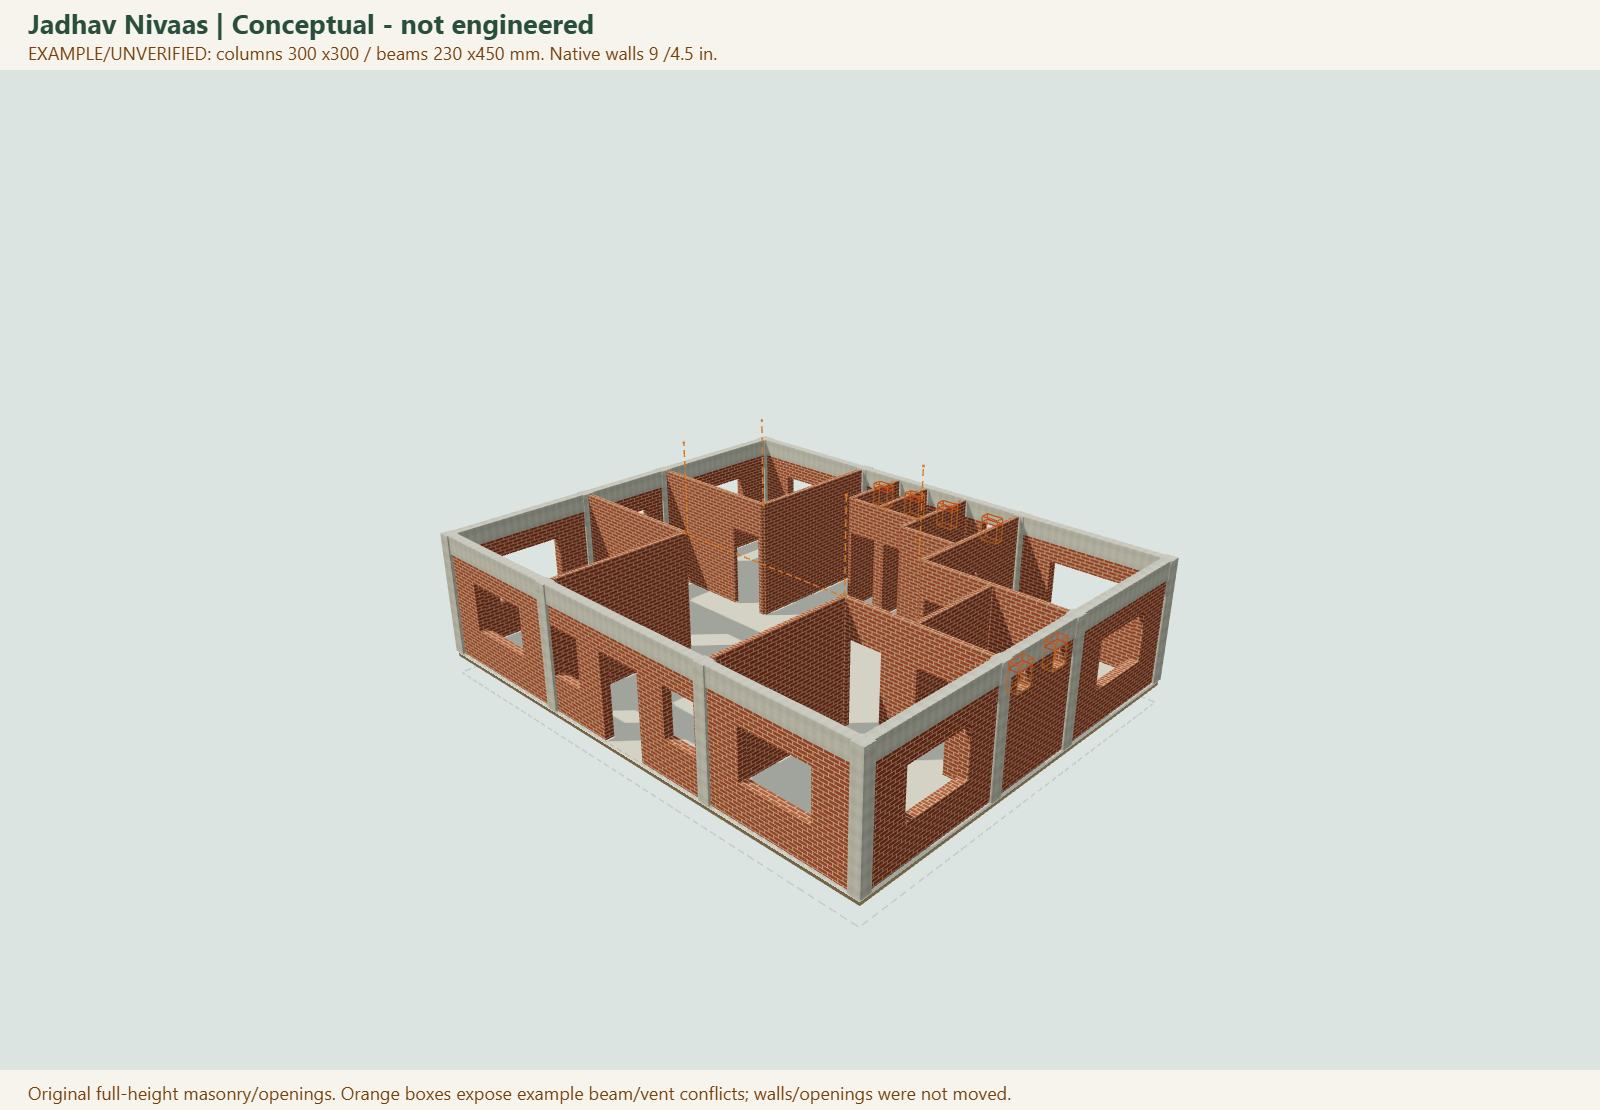 Jadhav Nivaas | Conceptual - not engineered
EXAMPLE/UNVERIFIED: columns 300 x300 / beams 230 x450 mm. Native walls 9 /4.5 in.
Original full-height masonry/openings. Orange boxes expose example beam/vent conflicts; walls/openings were not moved.